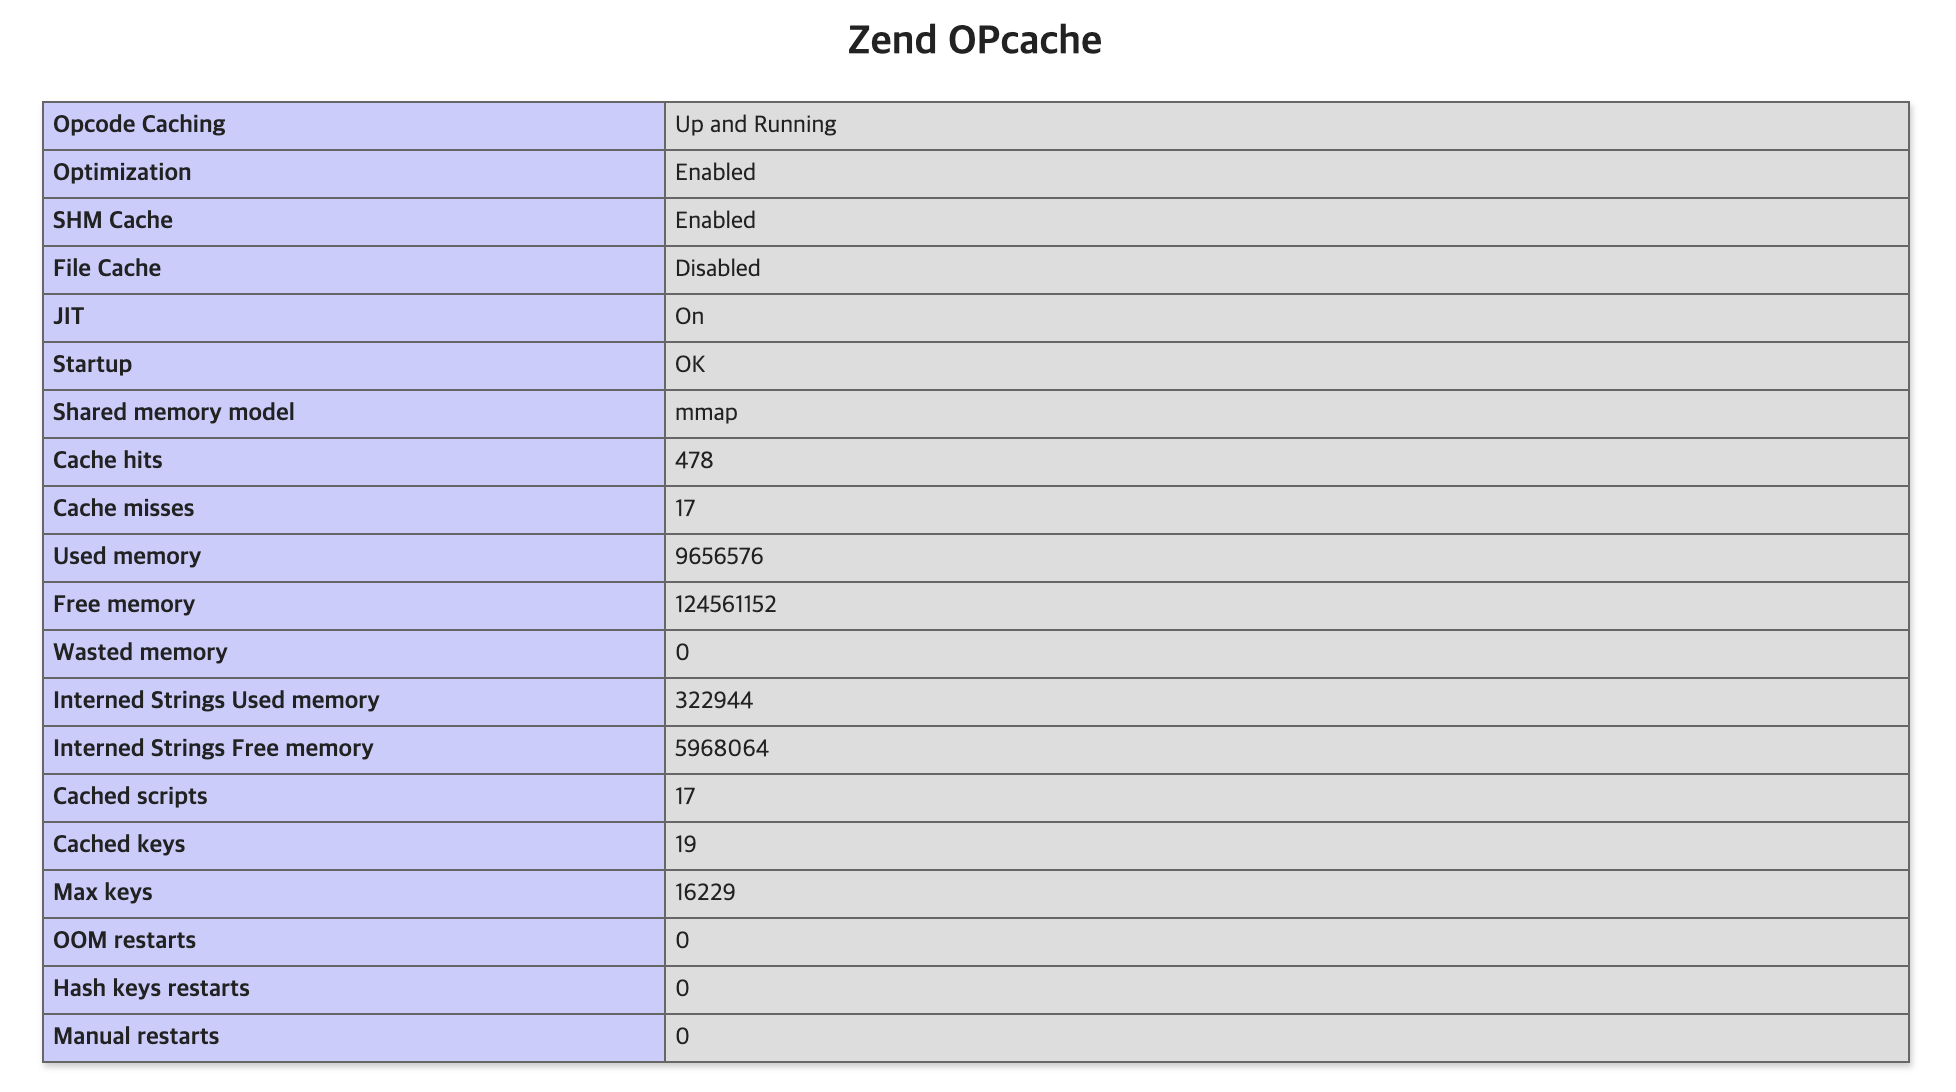 Zend OPcache
Opcode Caching Up and Running
Optimization Enabled
SHM Cache Enabled
File Cache Disabled
JIT On
Startup OK
Shared memory model mmap
Cache hits 478
Cache misses 17
Used memory 9656576
Free memory 124561152
Wasted memory 0
Interned Strings Used memory 322944
Interned Strings Free memory 5968064
Cached scripts 17
Cached keys 19
Max keys 16229
OOM restarts 0
Hash keys restarts 0
Manual restarts 0